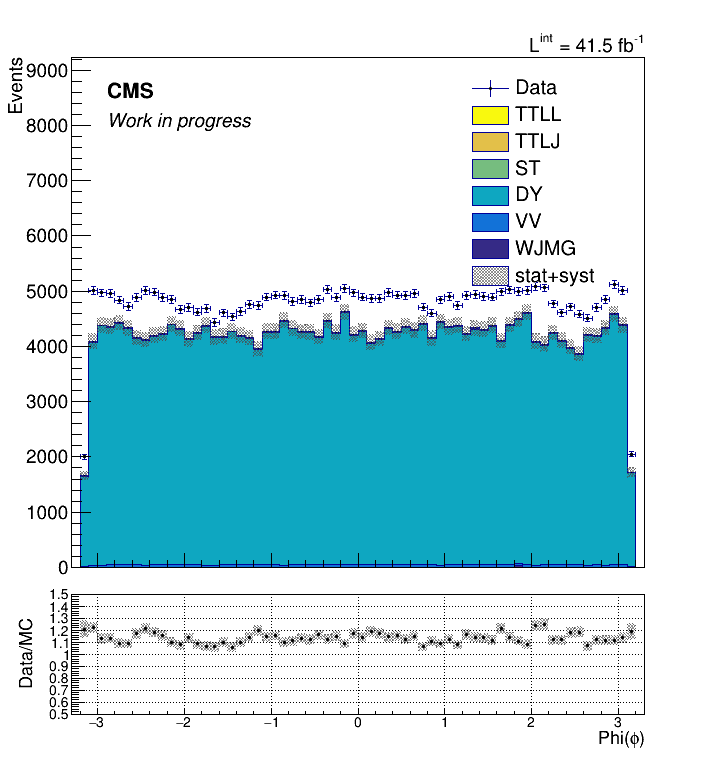 L^int = 41.5 fb^-1
Events
CMS
Work in progress
Data
TTLL
TTLJ
ST
DY
VV
WJMG
stat+syst
9000
8000
7000
6000
5000
4000
3000
2000
1000
0
Data/MC
1.5
1.4
1.3
1.2
1.1
1
0.9
0.8
0.7
0.6
0.5
−3
−2
−1
0
1
2
3
Phi(ϕ)